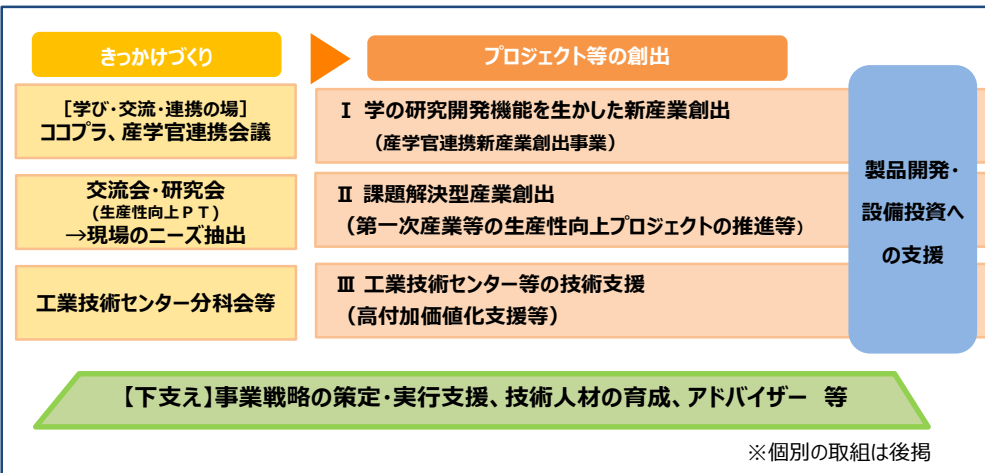 きっかけづくり
プロジェクト等の創出
［学び・交流・連携の場］
ココプラ、産学官連携会議
Ⅰ 学の研究開発機能を生かした新産業創出
（産学官連携新産業創出事業）
交流会・研究会
(生産性向上ＰＴ)
→現場のニーズ抽出
Ⅱ 課題解決型産業創出
（第一次産業等の生産性向上プロジェクトの推進等）
工業技術センター分科会等
Ⅲ 工業技術センター等の技術支援
（高付加価値化支援等）
製品開発・
設備投資へ
の支援
【下支え】事業戦略の策定・実行支援、技術人材の育成、アドバイザー 等
※個別の取組は後掲